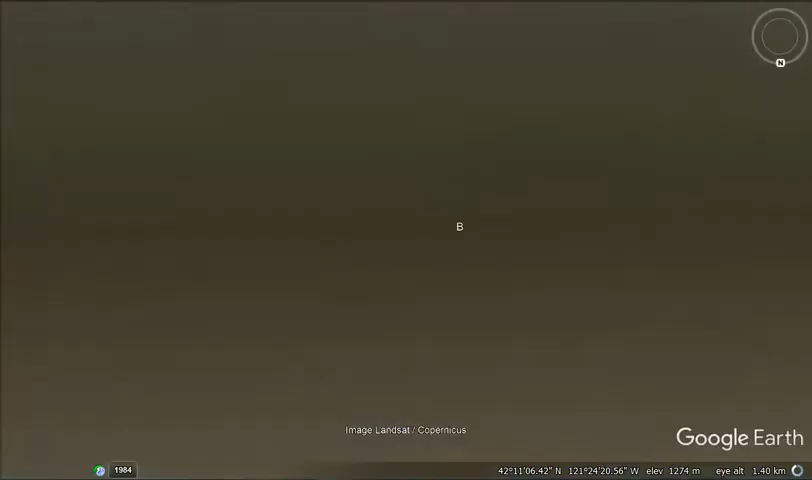 N
B
Image Landsat / Copernicus
Google Earth
1984
42°11'06.42" N 121°24'20.56" W elev 1274 m eye alt 1.40 km